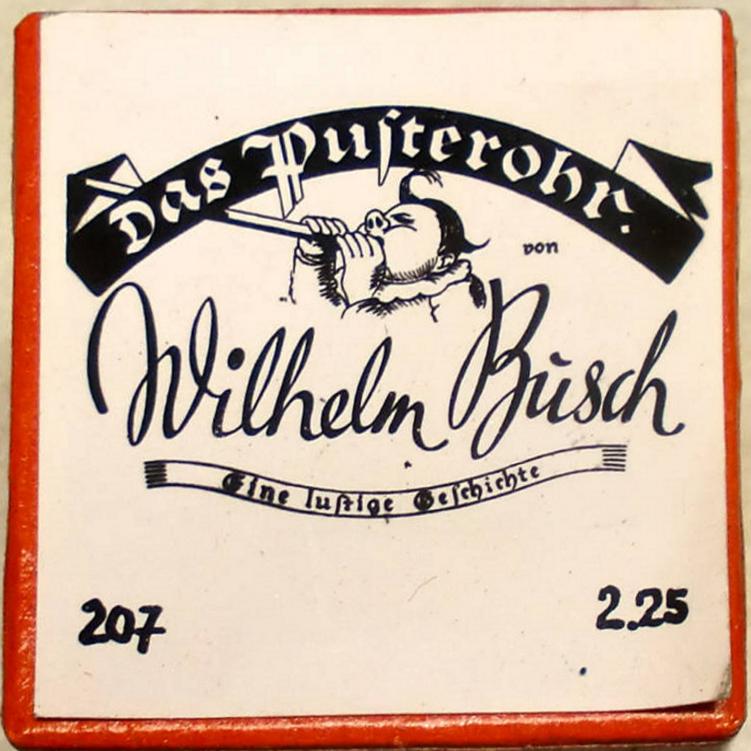 Das Puſterohr.
von
Wilhelm Busch
Eine luſtige Geſchichte
207
2.25